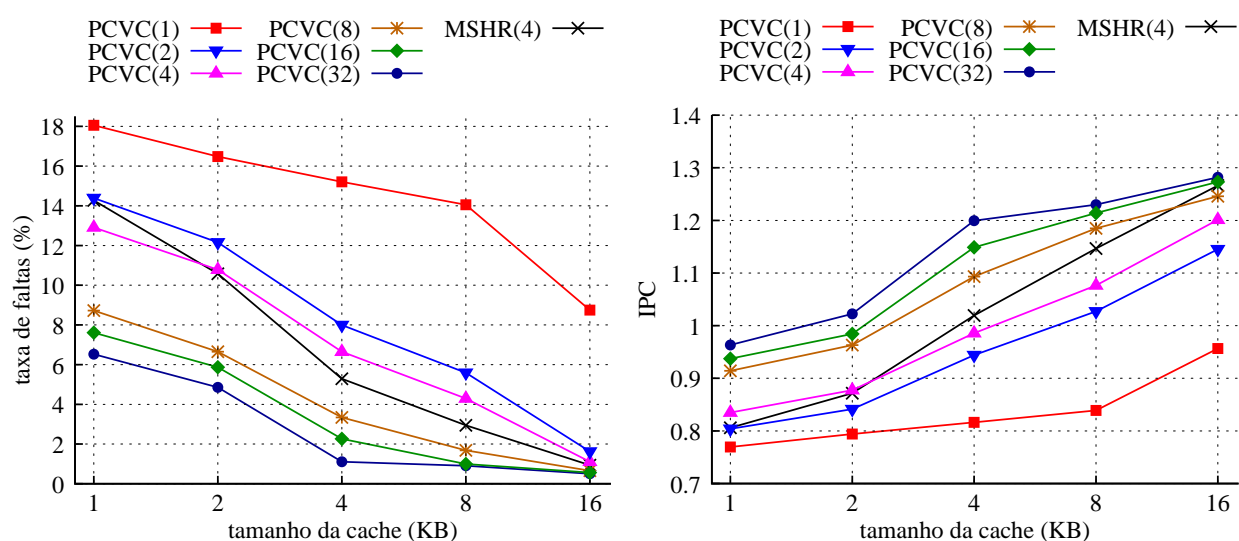 PCVC(1) PCVC(8) MSHR(4)
PCVC(2) PCVC(16)
PCVC(4) PCVC(32)
18
16
14
12
10
8
6
4
2
0
taxa de faltas (%)
1 2 4 8 16
tamanho da cache (KB)
PCVC(1) PCVC(8) MSHR(4)
PCVC(2) PCVC(16)
PCVC(4) PCVC(32)
1.4
1.3
1.2
1.1
1
0.9
0.8
0.7
IPC
1 2 4 8 16
tamanho da cache (KB)